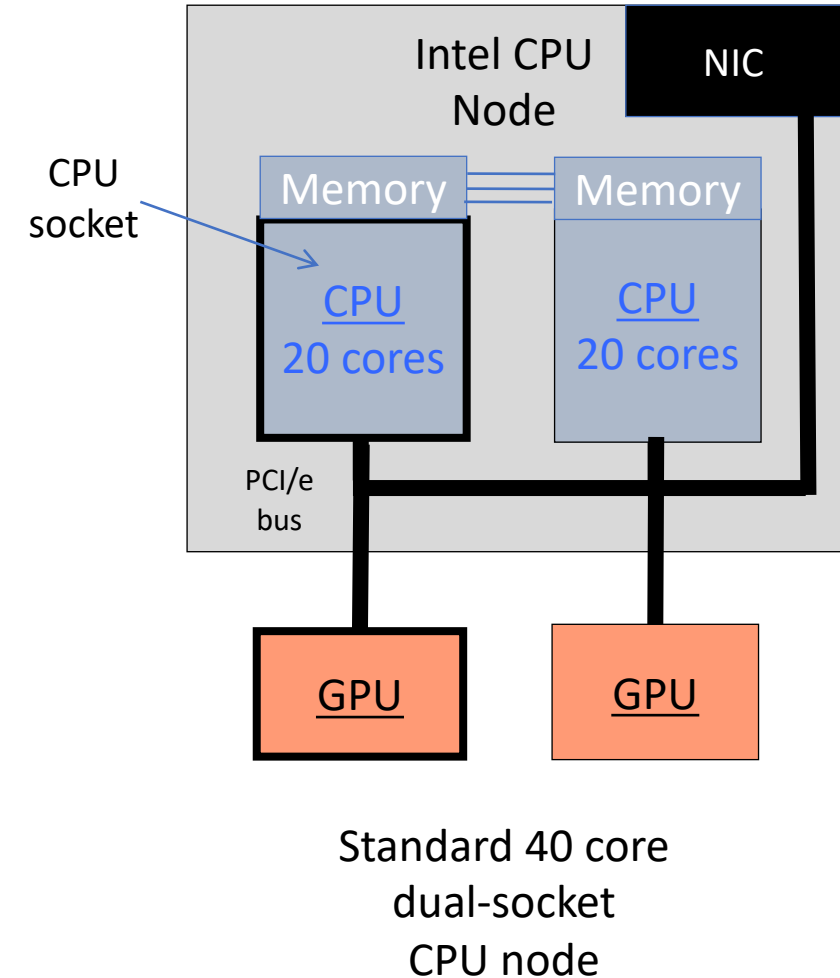 Intel CPU
Node
NIC
CPU
socket
Memory
Memory
CPU
20 cores
CPU
20 cores
PCI/e
bus
GPU
GPU
Standard 40 core
dual-socket
CPU node